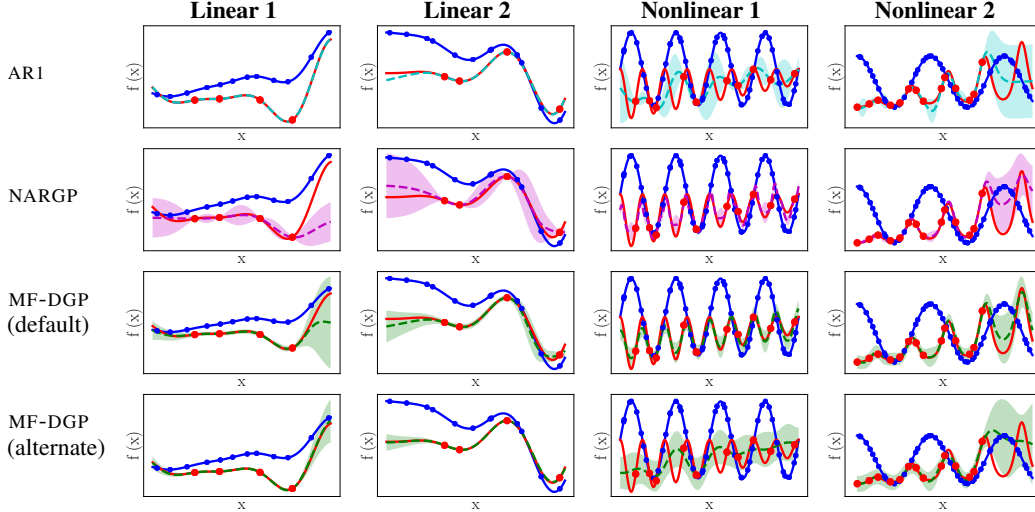 Linear 1 Linear 2 Nonlinear 1 Nonlinear 2
AR1 f (x) f (x) f (x) f (x)
x x x x
NARGP f (x) f (x) f (x) f (x)
x x x x
MF-DGP
(default) f (x) f (x) f (x) f (x)
x x x x
MF-DGP
(alternate) f (x) f (x) f (x) f (x)
x x x x